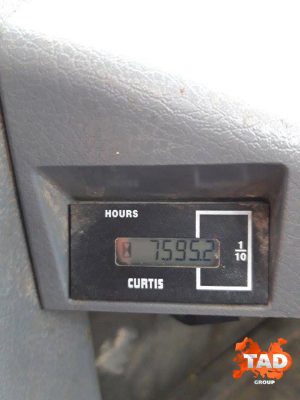 HOURS
7595.2
1/10
CURTIS
TAD
GROUP